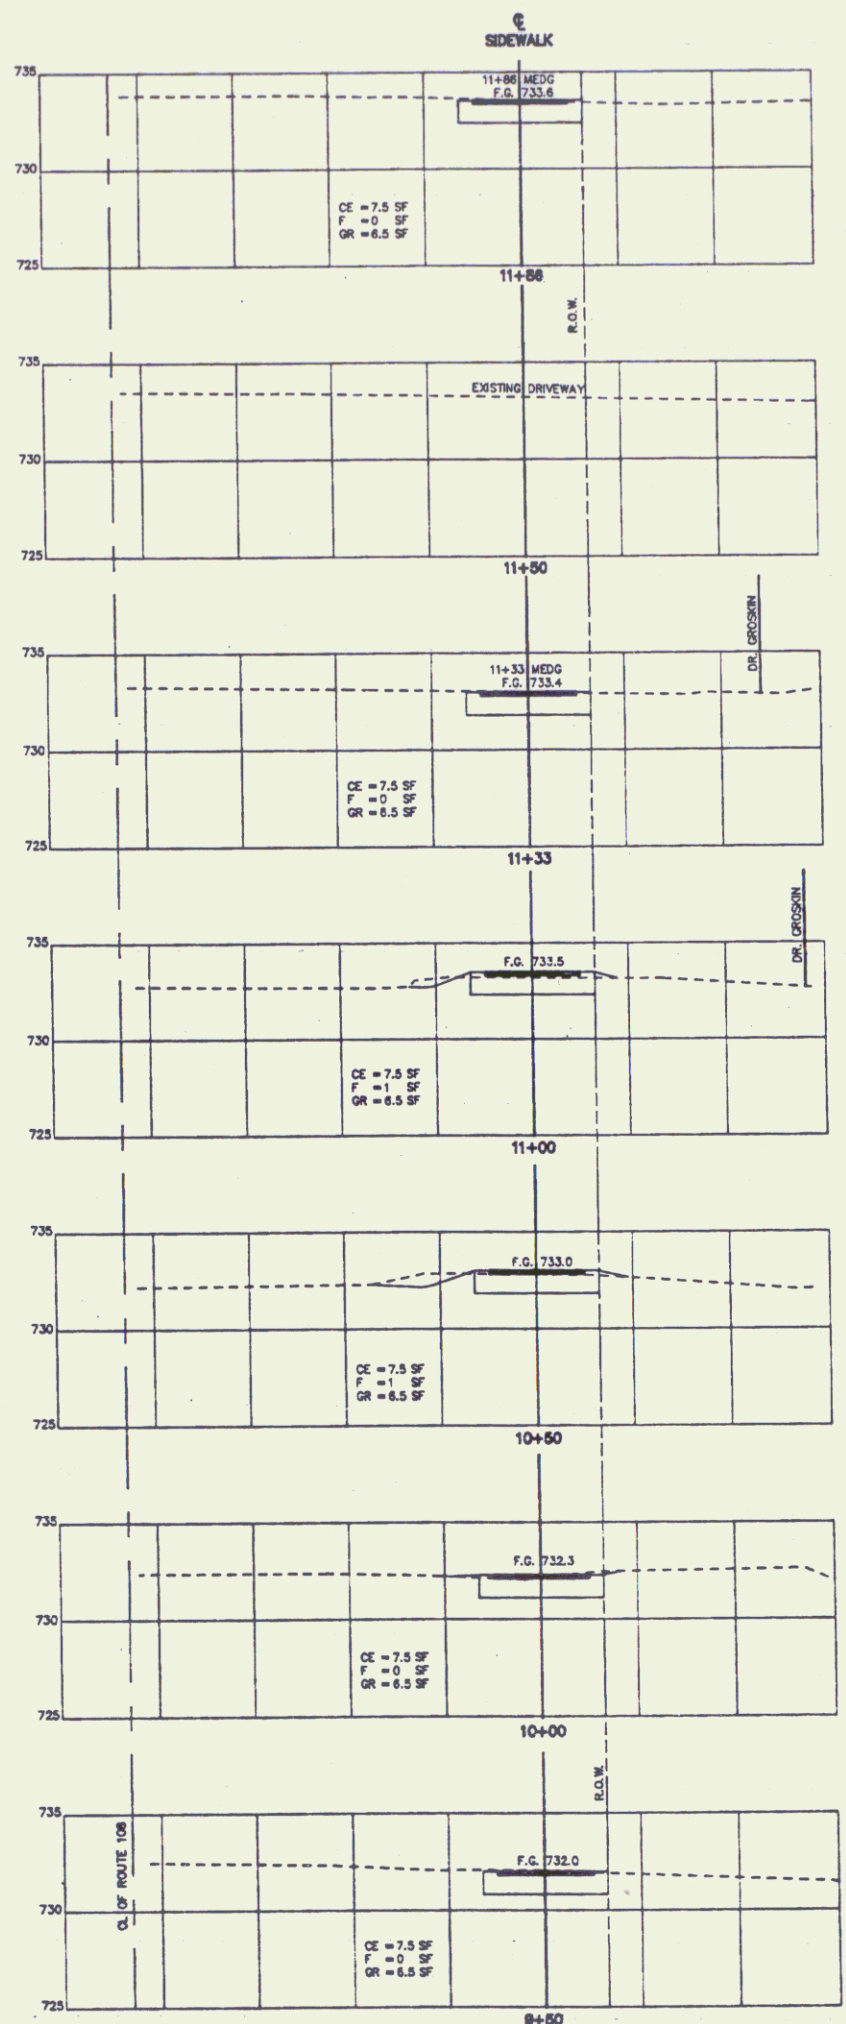 ℄
SIDEWALK
735
11+86 MEDG
F.G. 733.6
730
CE = 7.5 SF
F = 0 SF
GR = 6.5 SF
725
11+86
R.O.W.
735
EXISTING DRIVEWAY
730
725
11+50
DR. GROSKIN
735
11+33 MEDG
F.G. 733.4
730
CE = 7.5 SF
F = 0 SF
GR = 6.5 SF
725
11+33
DR. GROSKIN
735
F.G. 733.5
730
CE = 7.5 SF
F = 1 SF
GR = 6.5 SF
725
11+00
735
F.G. 733.0
730
CE = 7.5 SF
F = 1 SF
GR = 6.5 SF
725
10+50
735
F.G. 732.3
730
CE = 7.5 SF
F = 0 SF
GR = 6.5 SF
725
10+00
R.O.W.
735
CL OF ROUTE 108
F.G. 732.0
730
CE = 7.5 SF
F = 0 SF
GR = 6.5 SF
725
9+50